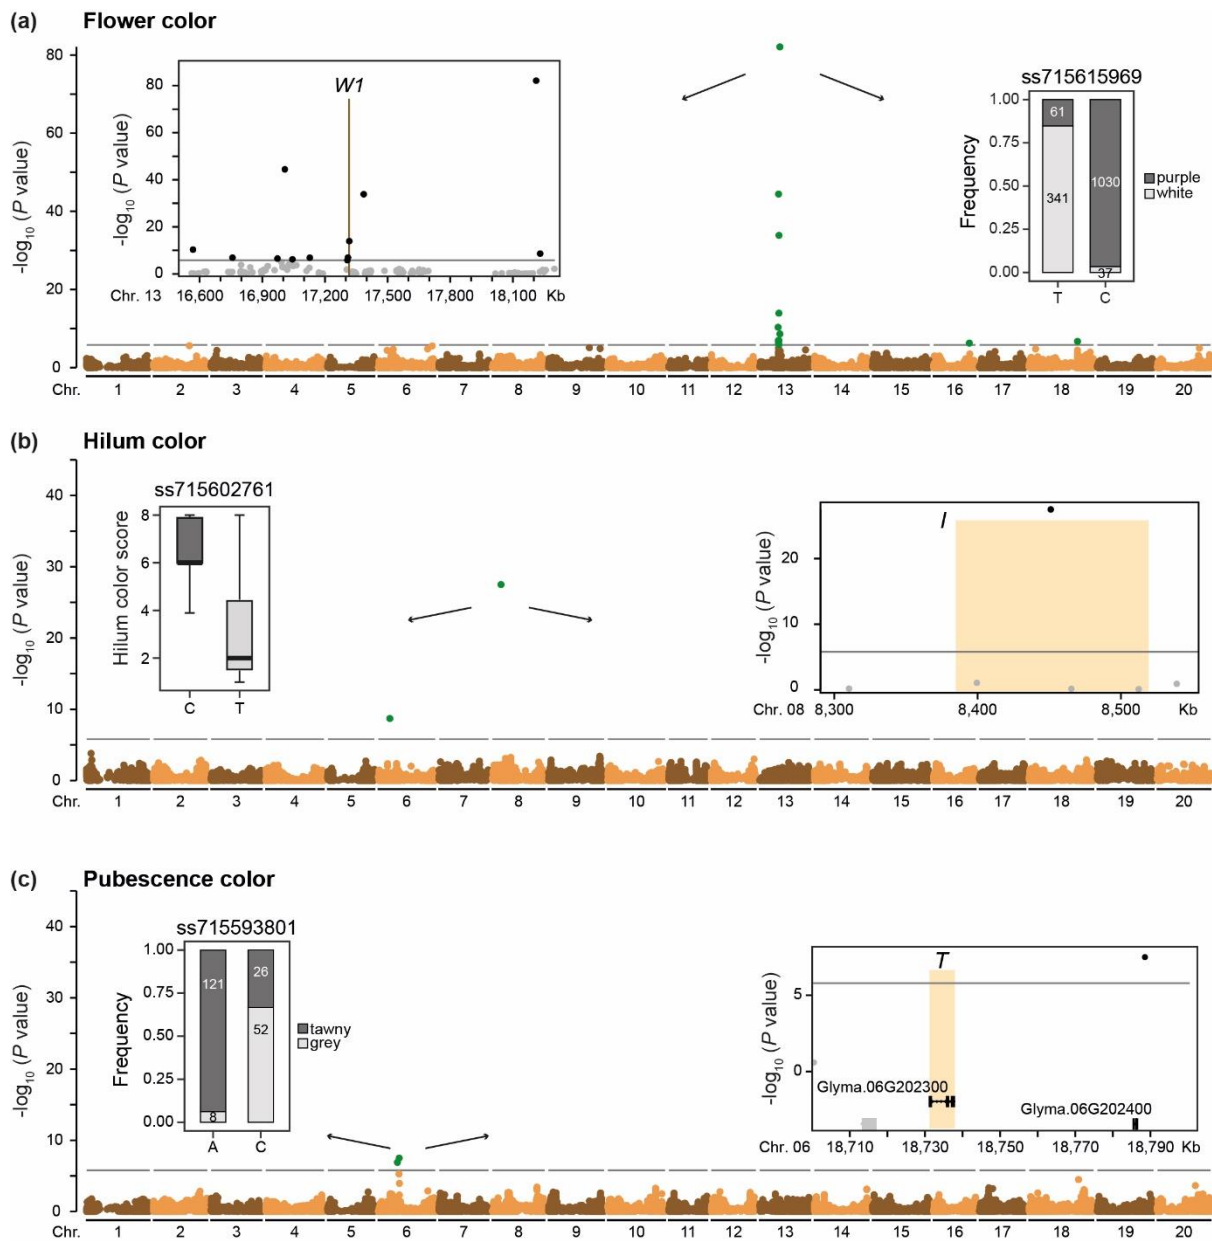 (a) Flower color
-log10 (P value)
80
60
40
20
0
Chr. 1 2 3 4 5 6 7 8 9 10 11 12 13 14 15 16 17 18 19 20
W1
-log10 (P value)
80
60
40
20
0
Chr. 13 16,600 16,900 17,200 17,500 17,800 18,100 Kb
ss715615969
Frequency
1.00
0.75
0.50
0.25
0.00
61
341
1030
37
T C
purple
white
(b) Hilum color
-log10 (P value)
40
30
20
10
0
Chr. 1 2 3 4 5 6 7 8 9 10 11 12 13 14 15 16 17 18 19 20
ss715602761
Hilum color score
8
6
4
2
C T
I
-log10 (P value)
20
10
0
Chr. 08 8,300 8,400 8,500 Kb
(c) Pubescence color
-log10 (P value)
40
30
20
10
0
Chr. 1 2 3 4 5 6 7 8 9 10 11 12 13 14 15 16 17 18 19 20
ss715593801
Frequency
1.00
0.75
0.50
0.25
0.00
121
8
26
52
A C
tawny
grey
T
-log10 (P value)
5
0
Glyma.06G202300
Glyma.06G202400
Chr. 06 18,710 18,730 18,750 18,770 18,790 Kb